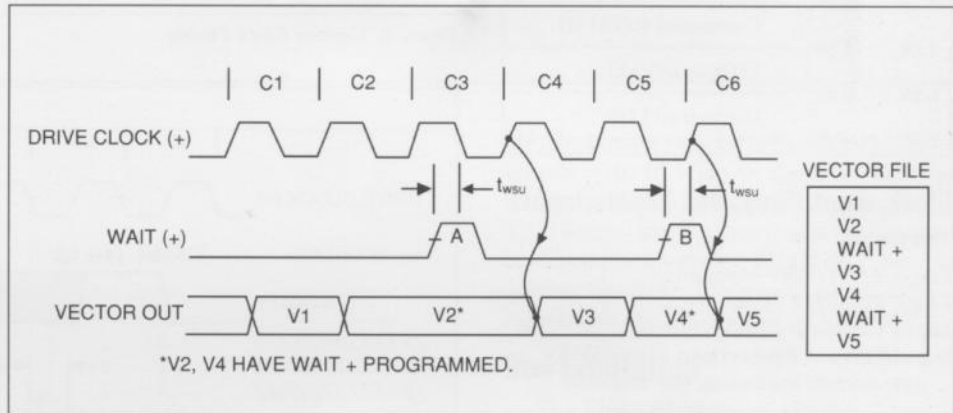 C1 C2 C3 C4 C5 C6
DRIVE CLOCK (+)
VECTOR FILE
twsu twsu
V1
V2
WAIT +
V3
V4
WAIT +
V5
WAIT (+) A B
VECTOR OUT V1 V2* V3 V4* V5
*V2, V4 HAVE WAIT + PROGRAMMED.